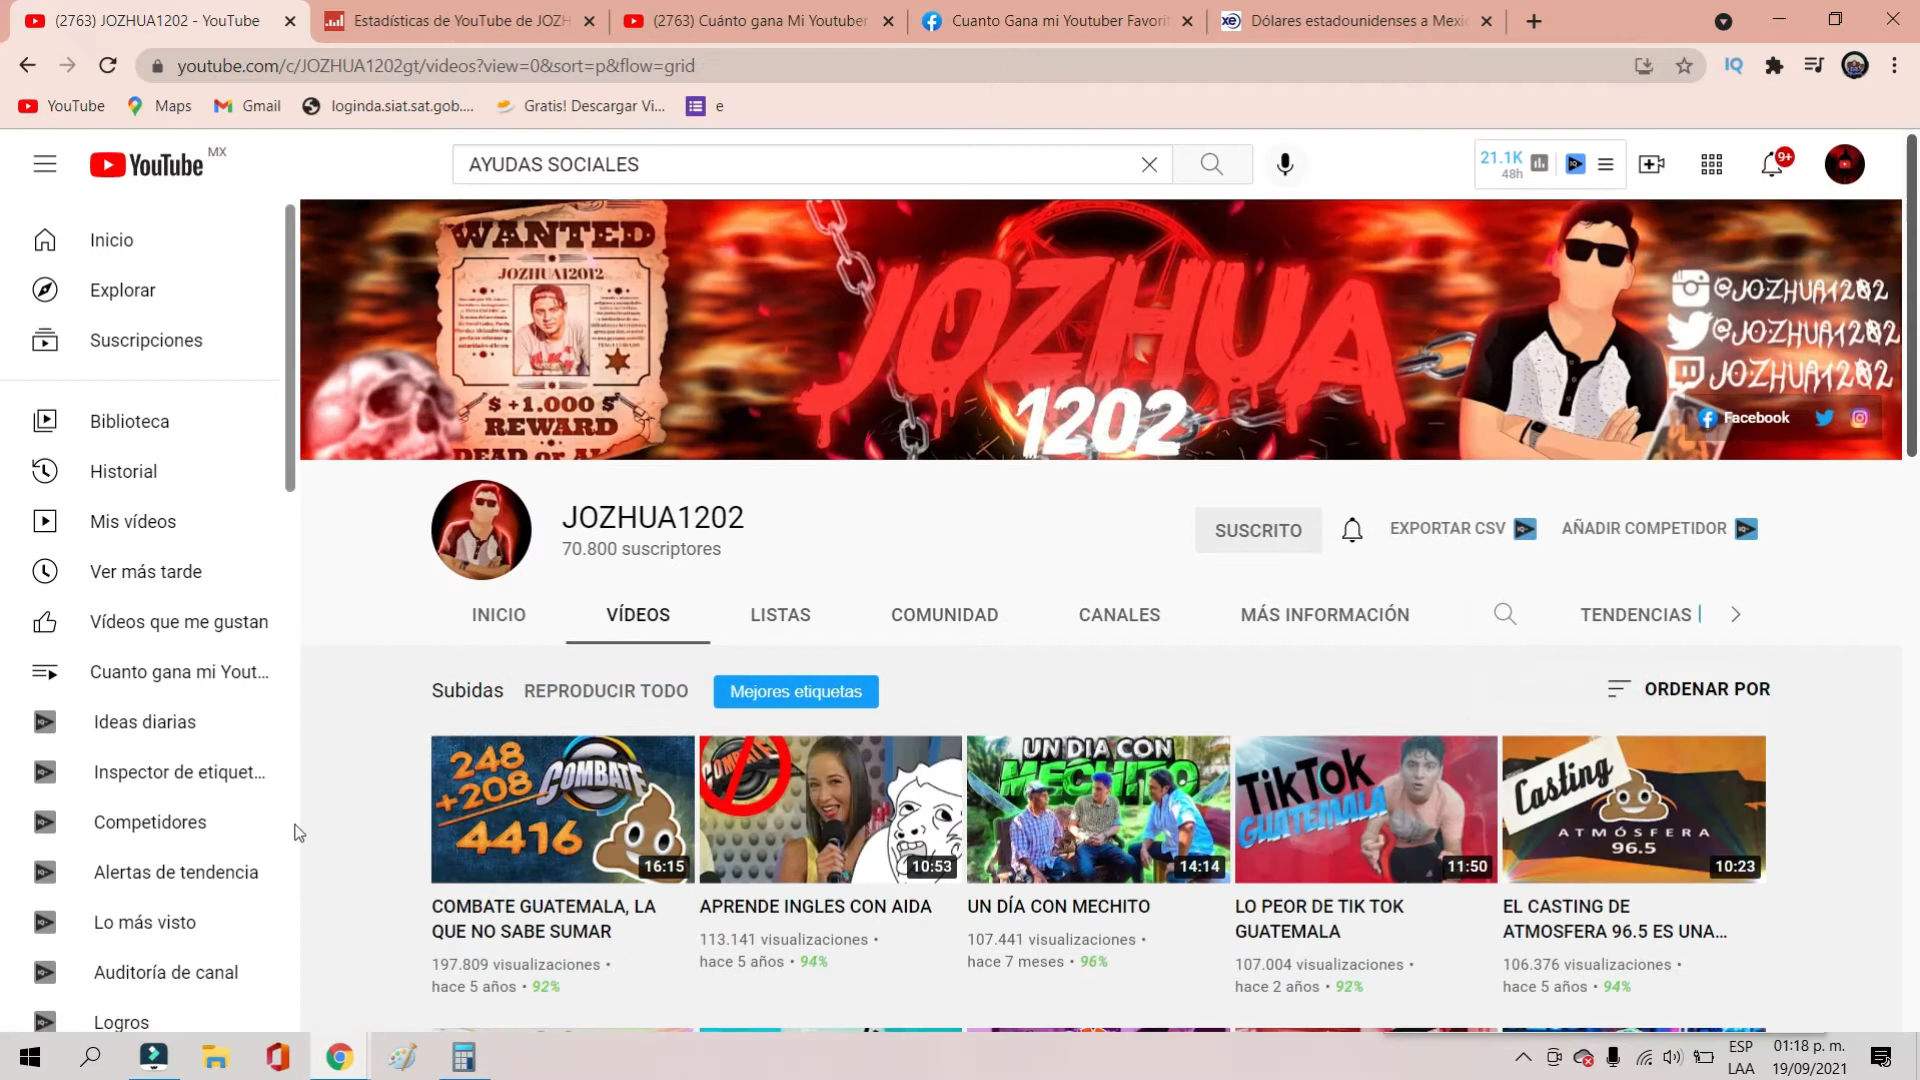 (2763) JOZHUA1202 - YouTube
Estadísticas de YouTube de JOZH
(2763) Cuánto gana Mi Youtuber
Cuanto Gana mi Youtuber Favorit
Dólares estadounidenses a Mexic
youtube.com/c/JOZHUA1202gt/videos?view=0&sort=p&flow=grid
YouTube
Maps
Gmail
loginda.siat.sat.gob....
Gratis! Descargar Vi...
e
YouTube MX
AYUDAS SOCIALES
21.1K
48h
9+
Inicio
Explorar
Suscripciones
Biblioteca
Historial
Mis vídeos
Ver más tarde
Vídeos que me gustan
Cuanto gana mi Yout...
Ideas diarias
Inspector de etiquet...
Competidores
Alertas de tendencia
Lo más visto
Auditoría de canal
Logros
WANTED
JOZHUA12012
$ +1.000 $
REWARD
DEAD or AL
JOZHUA
1202
@JOZHUA1202
@JOZHUA1202
JOZHUA1202
Facebook
JOZHUA1202
70.800 suscriptores
SUSCRITO
EXPORTAR CSV
AÑADIR COMPETIDOR
INICIO
VÍDEOS
LISTAS
COMUNIDAD
CANALES
MÁS INFORMACIÓN
TENDENCIAS
Subidas
REPRODUCIR TODO
Mejores etiquetas
ORDENAR POR
248
+208
4416
COMBATE
16:15
COMBATE GUATEMALA, LA
QUE NO SABE SUMAR
197.809 visualizaciones •
hace 5 años • 92%
COMBATE
10:53
APRENDE INGLES CON AIDA
113.141 visualizaciones •
hace 5 años • 94%
UN DIA CON
MECHITO
14:14
UN DÍA CON MECHITO
107.441 visualizaciones •
hace 7 meses • 96%
TikTok
GUATEMALA
11:50
LO PEOR DE TIK TOK
GUATEMALA
107.004 visualizaciones •
hace 2 años • 92%
Casting
ATMÓSFERA
96.5
10:23
EL CASTING DE
ATMOSFERA 96.5 ES UNA...
106.376 visualizaciones •
hace 5 años • 94%
ESP
LAA
01:18 p. m.
19/09/2021